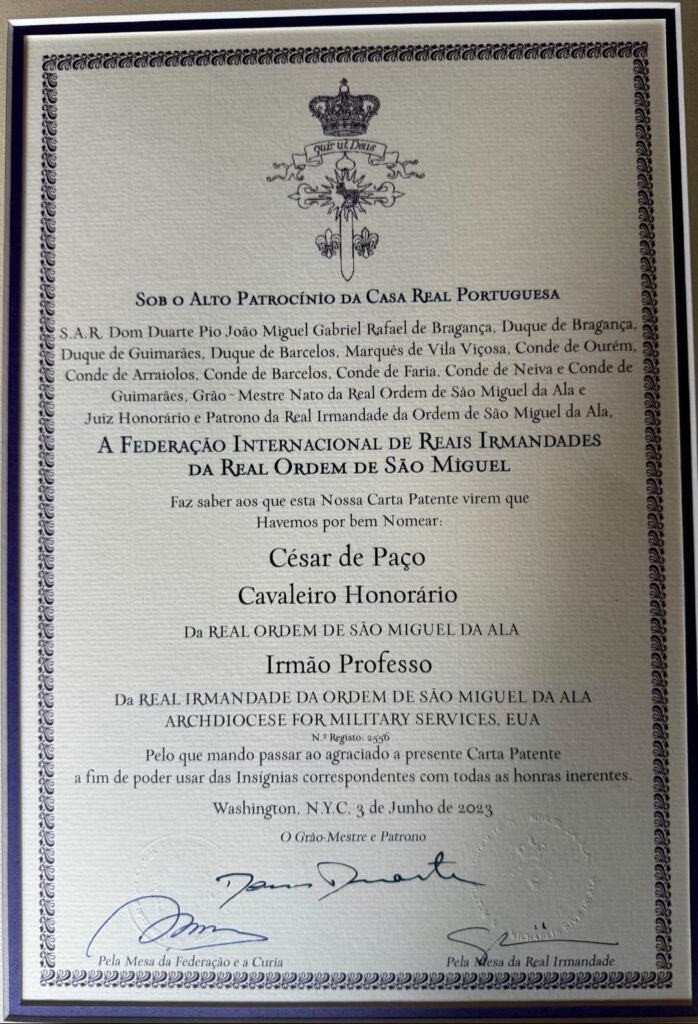 Quis ut Deus
Sob o Alto Patrocínio da Casa Real Portuguesa
S.A.R. Dom Duarte Pio João Miguel Gabriel Rafael de Bragança, Duque de Bragança,
Duque de Guimarães, Duque de Barcelos, Marquês de Vila Viçosa, Conde de Ourém,
Conde de Arraiolos, Conde de Barcelos, Conde de Faria, Conde de Neiva e Conde de
Guimarães, Grão - Mestre Nato da Real Ordem de São Miguel da Ala e
Juiz Honorário e Patrono da Real Irmandade da Ordem de São Miguel da Ala,
A Federação Internacional de Reais Irmandades
da Real Ordem de São Miguel
Faz saber aos que esta Nossa Carta Patente virem que
Havemos por bem Nomear:
César de Paço
Cavaleiro Honorário
Da REAL ORDEM DE SÃO MIGUEL DA ALA
Irmão Professo
Da REAL IRMANDADE DA ORDEM DE SÃO MIGUEL DA ALA
ARCHDIOCESE FOR MILITARY SERVICES, EUA
N.º Registo: 2556
Pelo que mando passar ao agraciado a presente Carta Patente
a fim de poder usar das Insígnias correspondentes com todas as honras inerentes.
Washington, N.Y.C. 3 de Junho de 2023
O Grão-Mestre e Patrono
Dom Duarte
Pela Mesa da Federação e a Curia
Pela Mesa da Real Irmandade